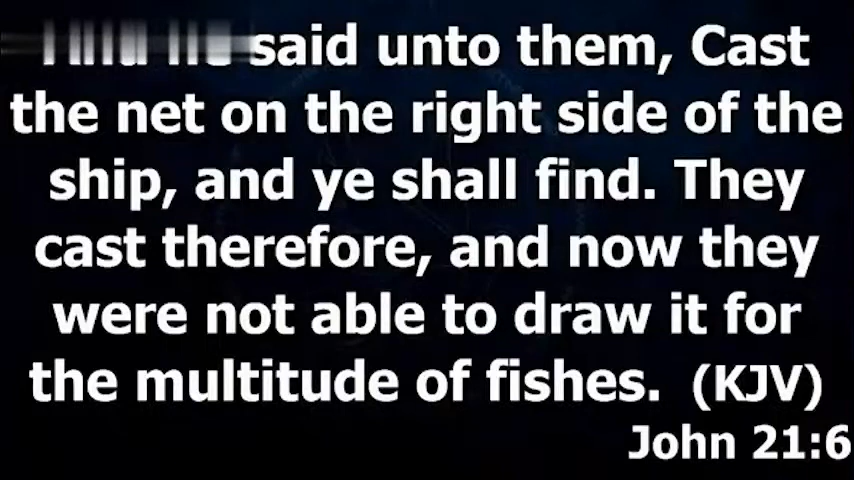 said unto them, Cast
the net on the right side of the
ship, and ye shall find. They
cast therefore, and now they
were not able to draw it for
the multitude of fishes. (KJV)
John 21:6